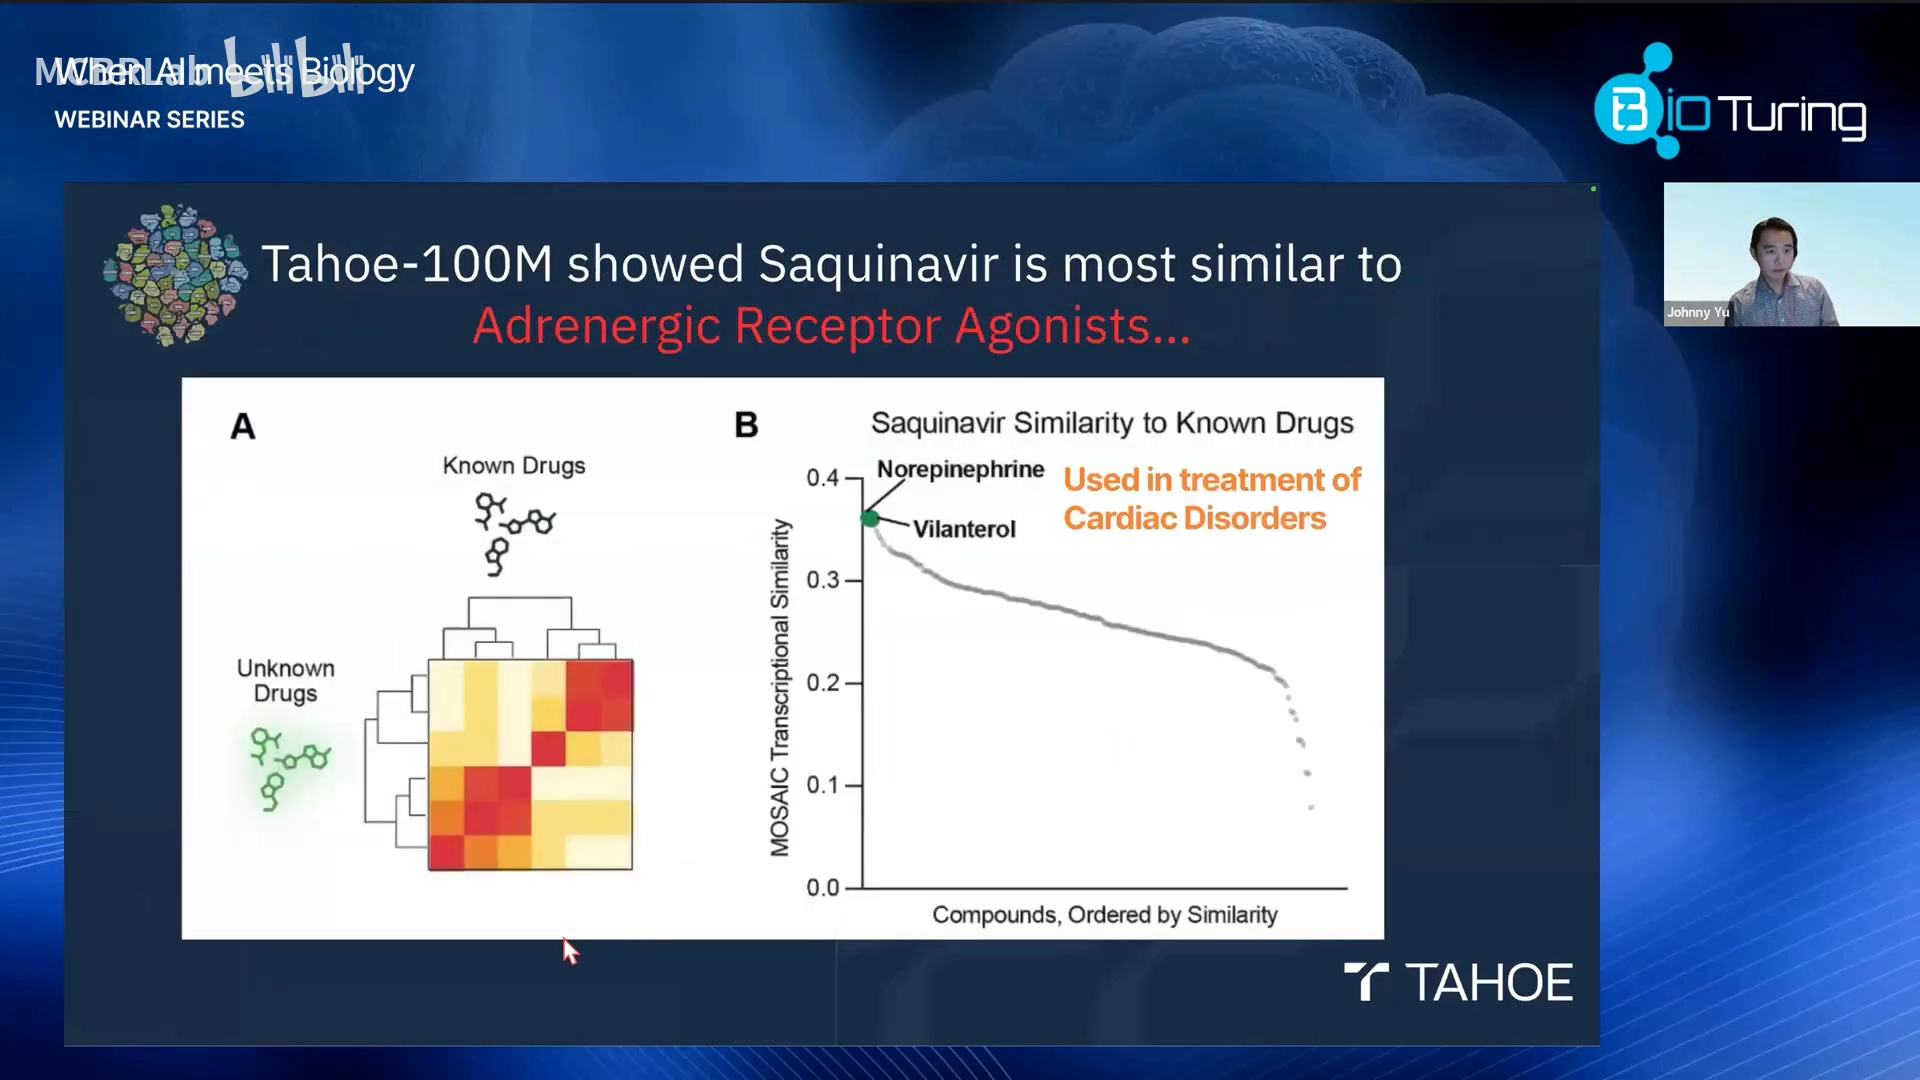 When AI meets Biology
MCBRLab bilibili
WEBINAR SERIES
BioTuring
Johnny Yu
Tahoe-100M showed Saquinavir is most similar to
Adrenergic Receptor Agonists...
A
Known Drugs
Unknown
Drugs
B
Saquinavir Similarity to Known Drugs
Norepinephrine
Vilanterol
Used in treatment of
Cardiac Disorders
MOSAIC Transcriptional Similarity
0.4
0.3
0.2
0.1
0.0
Compounds, Ordered by Similarity
TAHOE